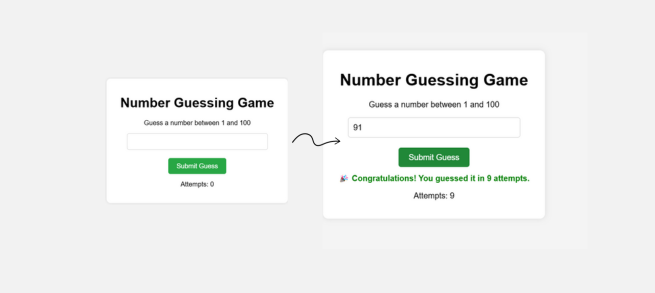 Number Guessing Game
Guess a number between 1 and 100
Submit Guess
Attempts: 0
Number Guessing Game
Guess a number between 1 and 100
91
Submit Guess
🎉 Congratulations! You guessed it in 9 attempts.
Attempts: 9